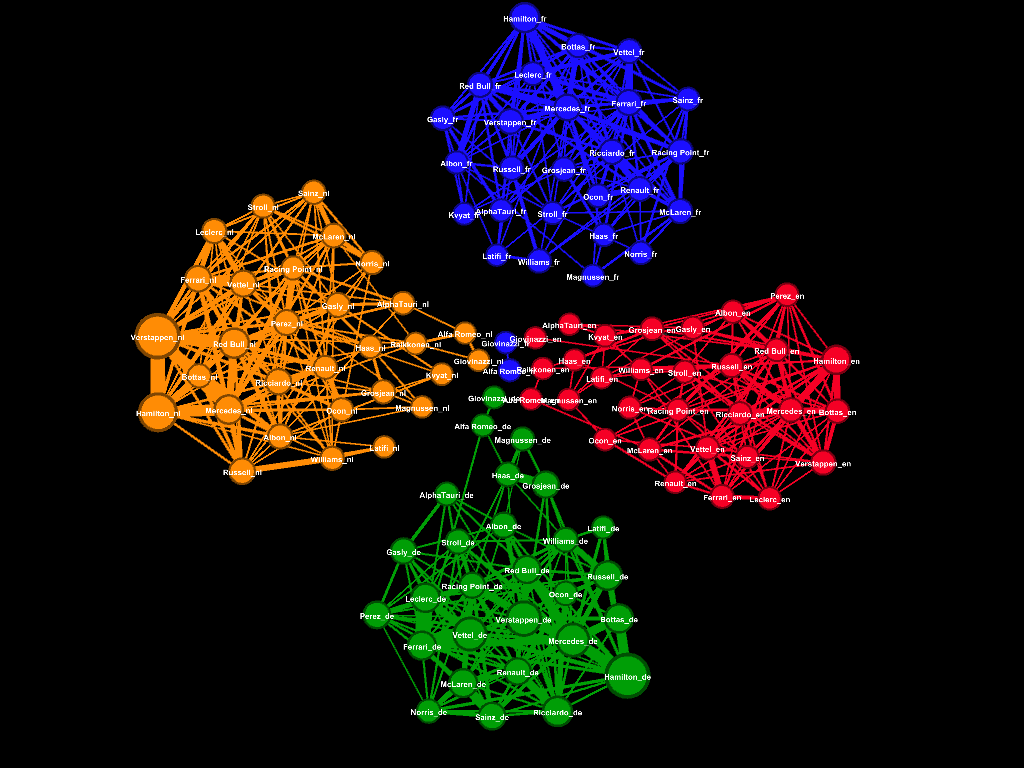 Hamilton_fr
Bottas_fr
Vettel_fr
Leclerc_fr
Red Bull_fr
Sainz_fr
Mercedes_fr
Ferrari_fr
Gasly_fr
Verstappen_fr
Ricciardo_fr
Racing Point_fr
Albon_fr
Russell_fr
Grosjean_fr
Renault_fr
Ocon_fr
Kvyat_fr
AlphaTauri_fr
Stroll_fr
McLaren_fr
Haas_fr
Norris_fr
Latifi_fr
Williams_fr
Magnussen_fr
Sainz_nl
Stroll_nl
Leclerc_nl
McLaren_nl
Norris_nl
Racing Point_nl
Ferrari_nl
Vettel_nl
Gasly_nl
AlphaTauri_nl
Perez_nl
Verstappen_nl
Red Bull_nl
Haas_nl
Raikkonen_nl
Alfa Romeo_nl
Giovinazzi_nl
Kvyat_nl
Bottas_nl
Ricciardo_nl
Renault_nl
Grosjean_nl
Magnussen_nl
Hamilton_nl
Mercedes_nl
Ocon_nl
Albon_nl
Latifi_nl
Williams_nl
Russell_nl
Giovinazzi_fr
Alfa Romeo_fr
Perez_en
Albon_en
AlphaTauri_en
Giovinazzi_en
Kvyat_en
Grosjean_en
Gasly_en
Red Bull_en
Hamilton_en
Haas_en
Raikkonen_en
Latifi_en
Williams_en
Stroll_en
Russell_en
Alfa Romeo_en
Magnussen_en
Norris_en
Racing Point_en
Ricciardo_en
Mercedes_en
Bottas_en
Ocon_en
McLaren_en
Vettel_en
Sainz_en
Verstappen_en
Renault_en
Ferrari_en
Leclerc_en
Giovinazzi_de
Alfa Romeo_de
Magnussen_de
Haas_de
Grosjean_de
AlphaTauri_de
Albon_de
Latifi_de
Stroll_de
Williams_de
Gasly_de
Red Bull_de
Russell_de
Racing Point_de
Leclerc_de
Ocon_de
Perez_de
Verstappen_de
Bottas_de
Vettel_de
Mercedes_de
Ferrari_de
Renault_de
McLaren_de
Hamilton_de
Norris_de
Sainz_de
Ricciardo_de